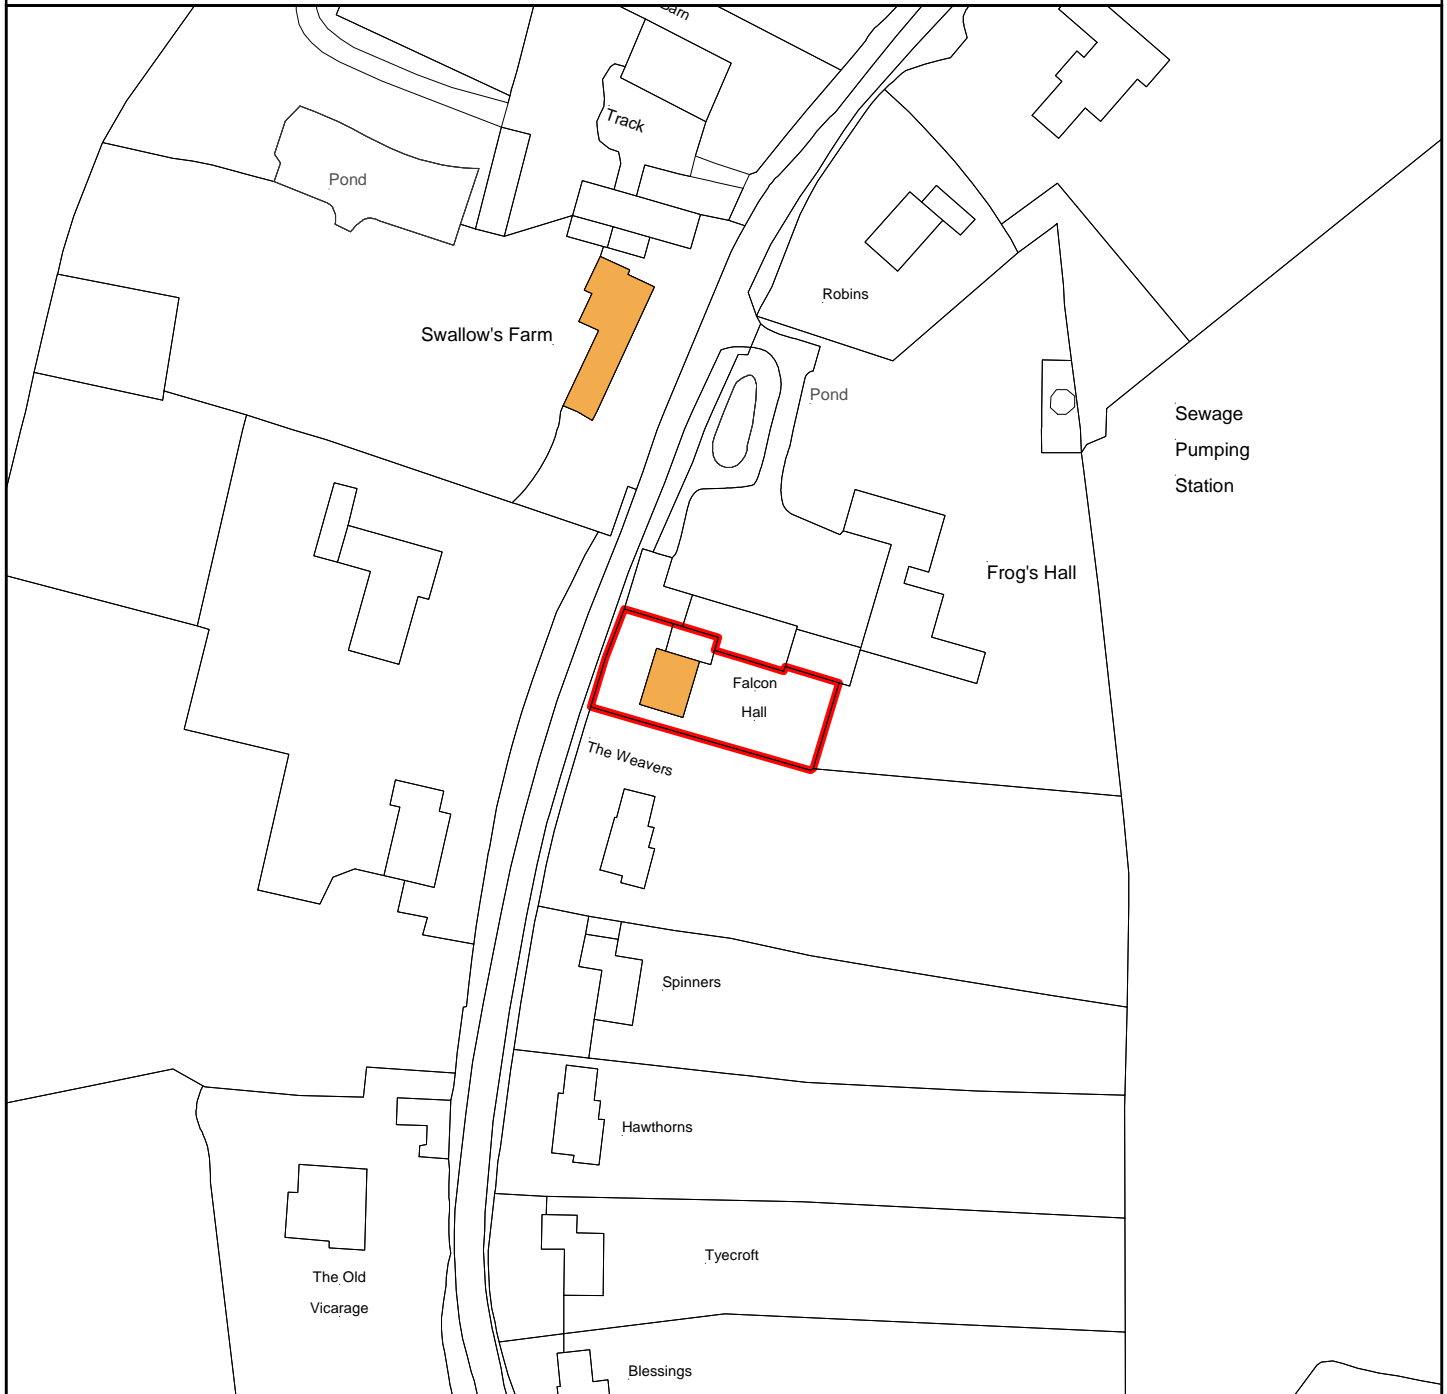 Barn
Track
Pond
Robins
Swallow's Farm
Pond
Sewage
Pumping
Station
Frog's Hall
Falcon
Hall
The Weavers
Spinners
Hawthorns
Tyecroft
The Old
Vicarage
Blessings